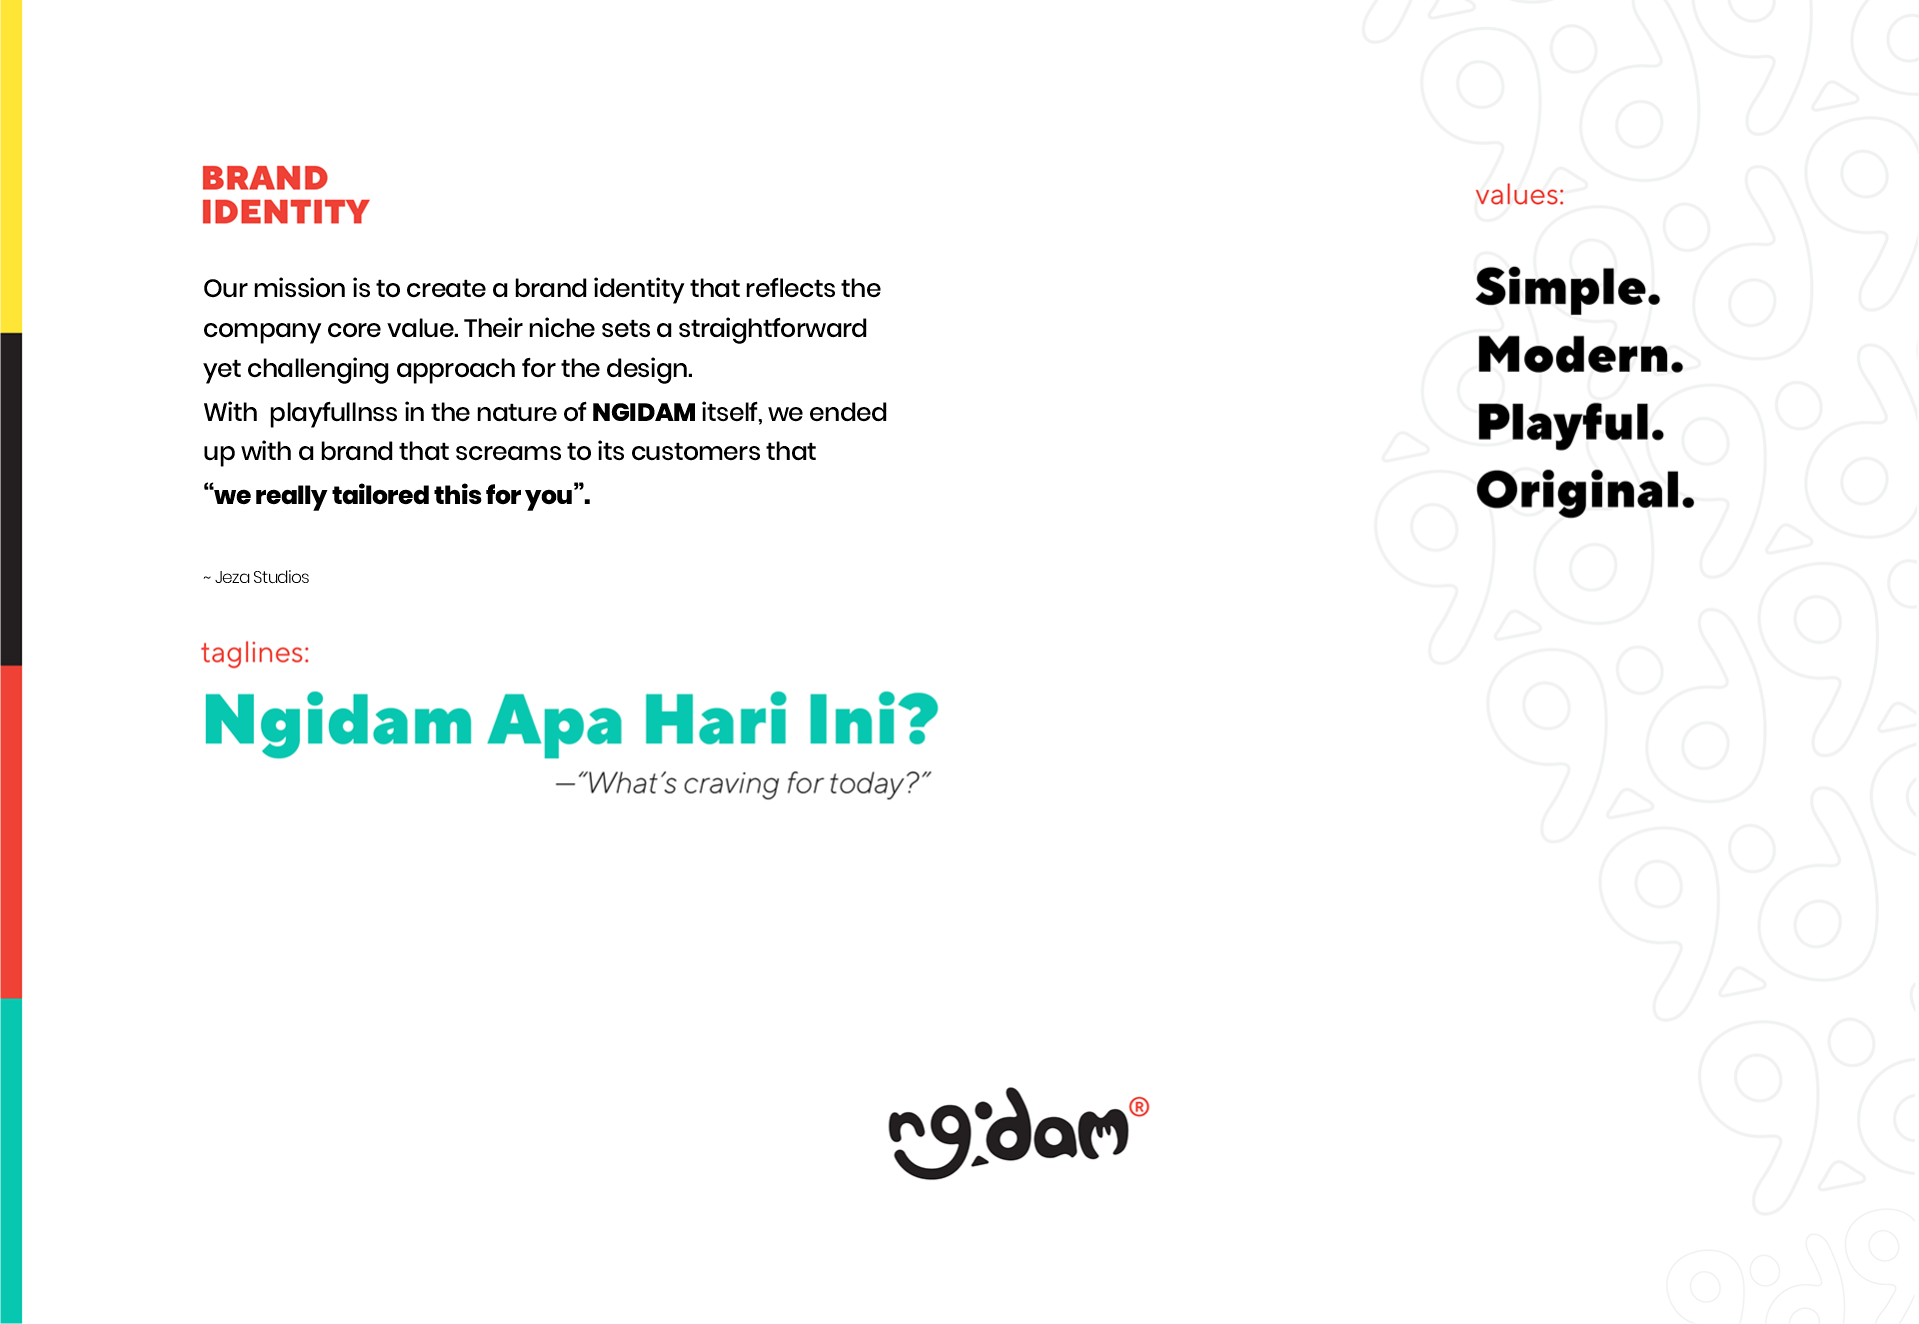 BRAND
IDENTITY
Our mission is to create a brand identity that reflects the
company core value. Their niche sets a straightforward
yet challenging approach for the design.
With  playfullnss in the nature of NGIDAM itself, we ended
up with a brand that screams to its customers that
“we really tailored this for you”.
~ Jeza Studios
taglines:
Ngidam Apa Hari Ini?
—“What’s craving for today?”
values:
Simple.
Modern.
Playful.
Original.
ngidam®